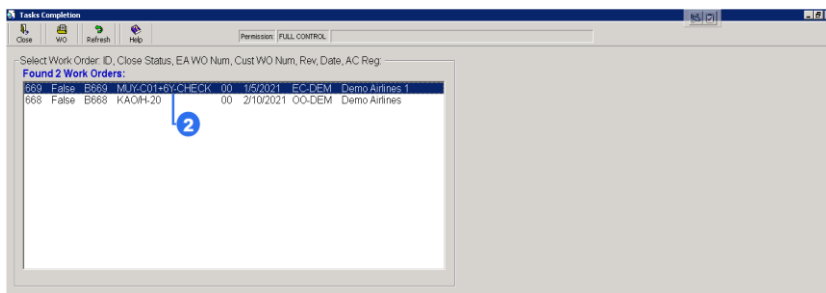 Tasks Completion
Close WO Refresh Help Permission: FULL CONTROL
Select Work Order: ID, Close Status, EA WO Num, Cust WO Num, Rev, Date, AC Reg:
Found 2 Work Orders:
669 False B669 MUY-C01+6Y-CHECK 00 1/5/2021 EC-DEM Demo Airlines 1
668 False B668 KAO/H-20 00 2/10/2021 OO-DEM Demo Airlines
2